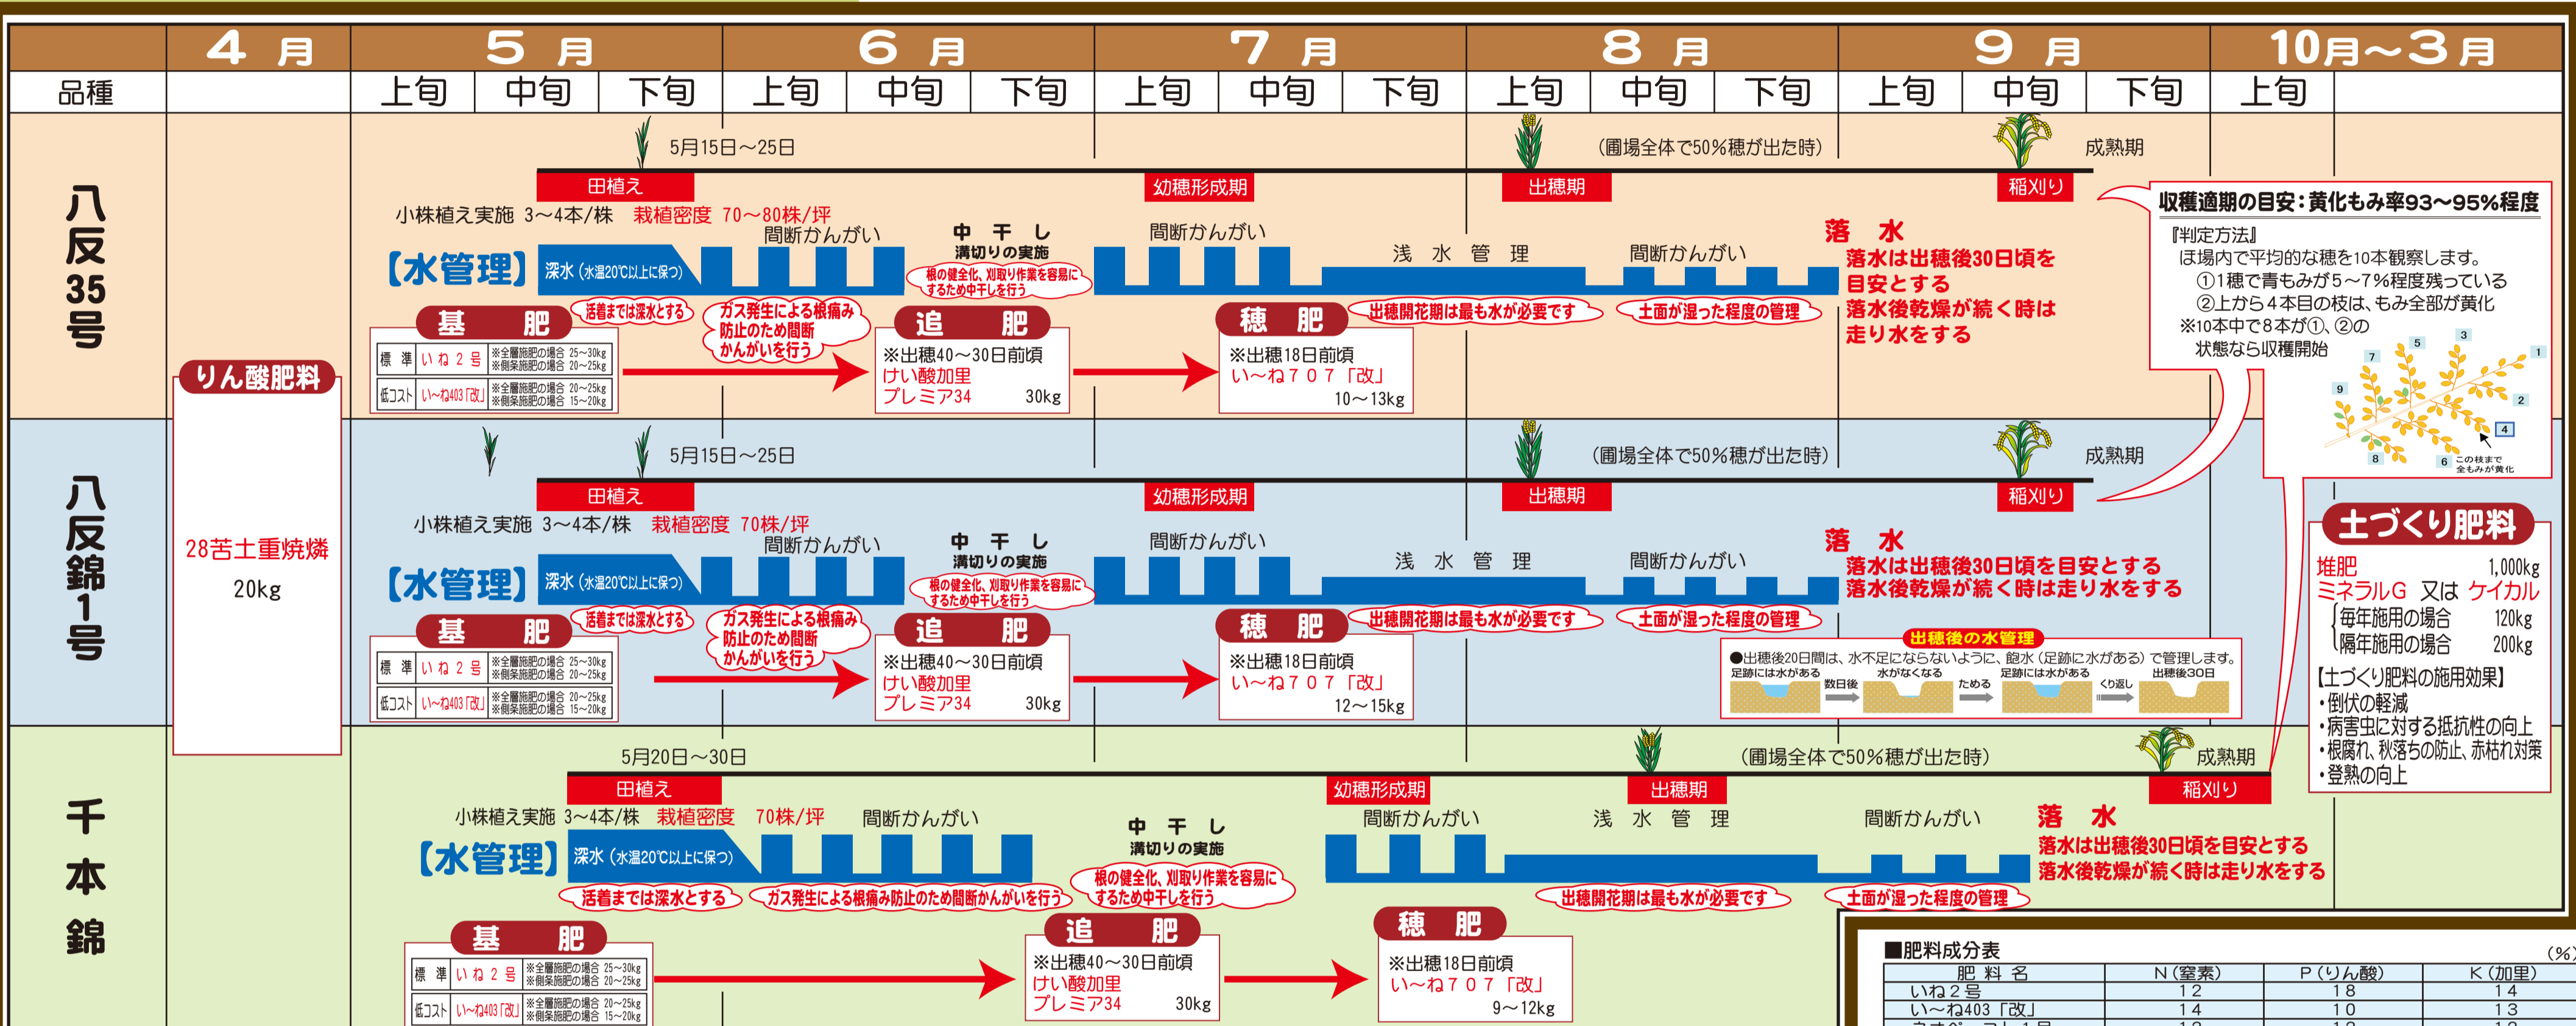 4 月
5 月
6 月
7 月
8 月
9 月
10月～3月
品種
上旬
中旬
下旬
上旬
中旬
下旬
上旬
中旬
下旬
上旬
中旬
下旬
上旬
中旬
下旬
上旬
りん酸肥料
28苦土重焼燐
20kg
八反35号
5月15日～25日
(圃場全体で50%穂が出た時)
成熟期
田植え
幼穂形成期
出穂期
稲刈り
小株植え実施 3～4本/株 栽植密度 70～80株/坪
【水管理】
深水（水温20℃以上に保つ）
間断かんがい
中 干 し
溝切りの実施
根の健全化、刈取り作業を容易に
するため中干しを行う
間断かんがい
浅 水 管 理
間断かんがい
落 水
落水は出穂後30日頃を
目安とする
落水後乾燥が続く時は
走り水をする
活着までは深水とする
ガス発生による根痛み
防止のため間断
かんがいを行う
出穂開花期は最も水が必要です
土面が湿った程度の管理
基 肥
標 準 いね2号 ※全層施肥の場合 25～30kg
※側条施肥の場合 20～25kg
低コスト い～ね403「改」 ※全層施肥の場合 20～25kg
※側条施肥の場合 15～20kg
追 肥
※出穂40～30日前頃
けい酸加里
プレミア34 30kg
穂 肥
※出穂18日前頃
い～ね707「改」
10～13kg
収穫適期の目安：黄化もみ率93～95%程度
『判定方法』
ほ場内で平均的な穂を10本観察します。
①1穂で青もみが5～7%程度残っている
②上から4本目の枝は、もみ全部が黄化
※10本中で8本が①、②の
状態なら収穫開始
1
2
3
4
5
6
7
8
9
この枝まで
全もみが黄化
八反錦1号
5月15日～25日
(圃場全体で50%穂が出た時)
成熟期
田植え
幼穂形成期
出穂期
稲刈り
小株植え実施 3～4本/株 栽植密度 70株/坪
【水管理】
深水（水温20℃以上に保つ）
間断かんがい
中 干 し
溝切りの実施
根の健全化、刈取り作業を容易に
するため中干しを行う
間断かんがい
浅 水 管 理
間断かんがい
落 水
落水は出穂後30日頃を目安とする
落水後乾燥が続く時は走り水をする
活着までは深水とする
ガス発生による根痛み
防止のため間断
かんがいを行う
出穂開花期は最も水が必要です
土面が湿った程度の管理
基 肥
標 準 いね2号 ※全層施肥の場合 25～30kg
※側条施肥の場合 20～25kg
低コスト い～ね403「改」 ※全層施肥の場合 20～25kg
※側条施肥の場合 15～20kg
追 肥
※出穂40～30日前頃
けい酸加里
プレミア34 30kg
穂 肥
※出穂18日前頃
い～ね707「改」
12～15kg
出穂後の水管理
●出穂後20日間は、水不足にならないように、飽水（足跡に水がある）で管理します。
足跡には水がある
数日後
水がなくなる
ためる
足跡には水がある
くり返し
出穂後30日
土づくり肥料
堆肥 1,000kg
ミネラルG 又は ケイカル
毎年施用の場合 120kg
隔年施用の場合 200kg
【土づくり肥料の施用効果】
・倒伏の軽減
・病害虫に対する抵抗性の向上
・根腐れ、秋落ちの防止、赤枯れ対策
・登熟の向上
千本錦
5月20日～30日
(圃場全体で50%穂が出た時)
成熟期
田植え
幼穂形成期
出穂期
稲刈り
小株植え実施 3～4本/株 栽植密度 70株/坪
【水管理】
深水（水温20℃以上に保つ）
間断かんがい
中 干 し
溝切りの実施
根の健全化、刈取り作業を容易に
するため中干しを行う
間断かんがい
浅 水 管 理
間断かんがい
落 水
落水は出穂後30日頃を目安とする
落水後乾燥が続く時は走り水をする
活着までは深水とする
ガス発生による根痛み防止のため間断かんがいを行う
出穂開花期は最も水が必要です
土面が湿った程度の管理
基 肥
標 準 いね2号 ※全層施肥の場合 25～30kg
※側条施肥の場合 20～25kg
低コスト い～ね403「改」 ※全層施肥の場合 20～25kg
※側条施肥の場合 15～20kg
追 肥
※出穂40～30日前頃
けい酸加里
プレミア34 30kg
穂 肥
※出穂18日前頃
い～ね707「改」
9～12kg
■肥料成分表 (%)
肥料名 N（窒素） P（りん酸） K（加里）
いね2号 12 18 14
い～ね403「改」 14 10 13